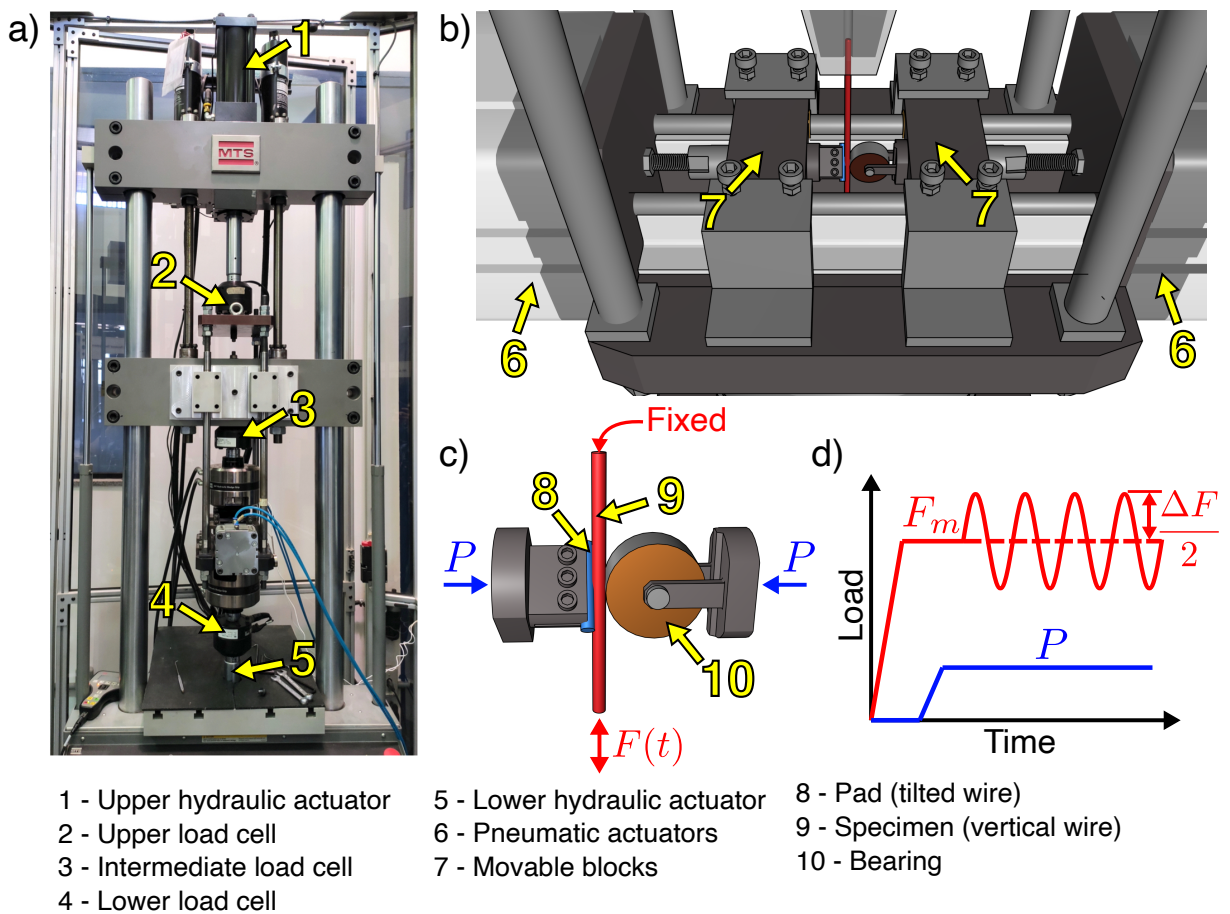 a)
1
MTS
2
3
4
5
b)
7
7
6
6
c)
Fixed
8
9
P
P
10
F(t)
d)
Load
F_m
ΔF
2
P
Time
1 - Upper hydraulic actuator
2 - Upper load cell
3 - Intermediate load cell
4 - Lower load cell
5 - Lower hydraulic actuator
6 - Pneumatic actuators
7 - Movable blocks
8 - Pad (tilted wire)
9 - Specimen (vertical wire)
10 - Bearing